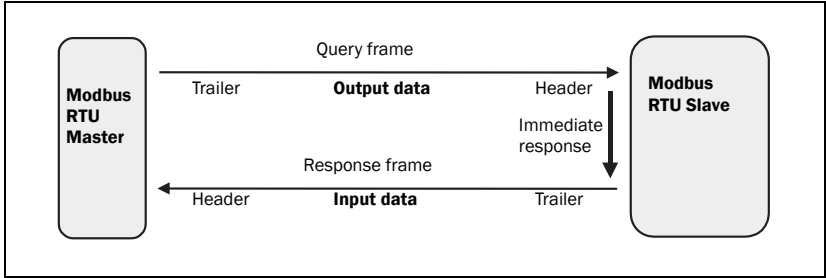 Query frame
Modbus
RTU
Master
Trailer
Output data
Header
Modbus
RTU Slave
Immediate
response
Response frame
Header
Input data
Trailer